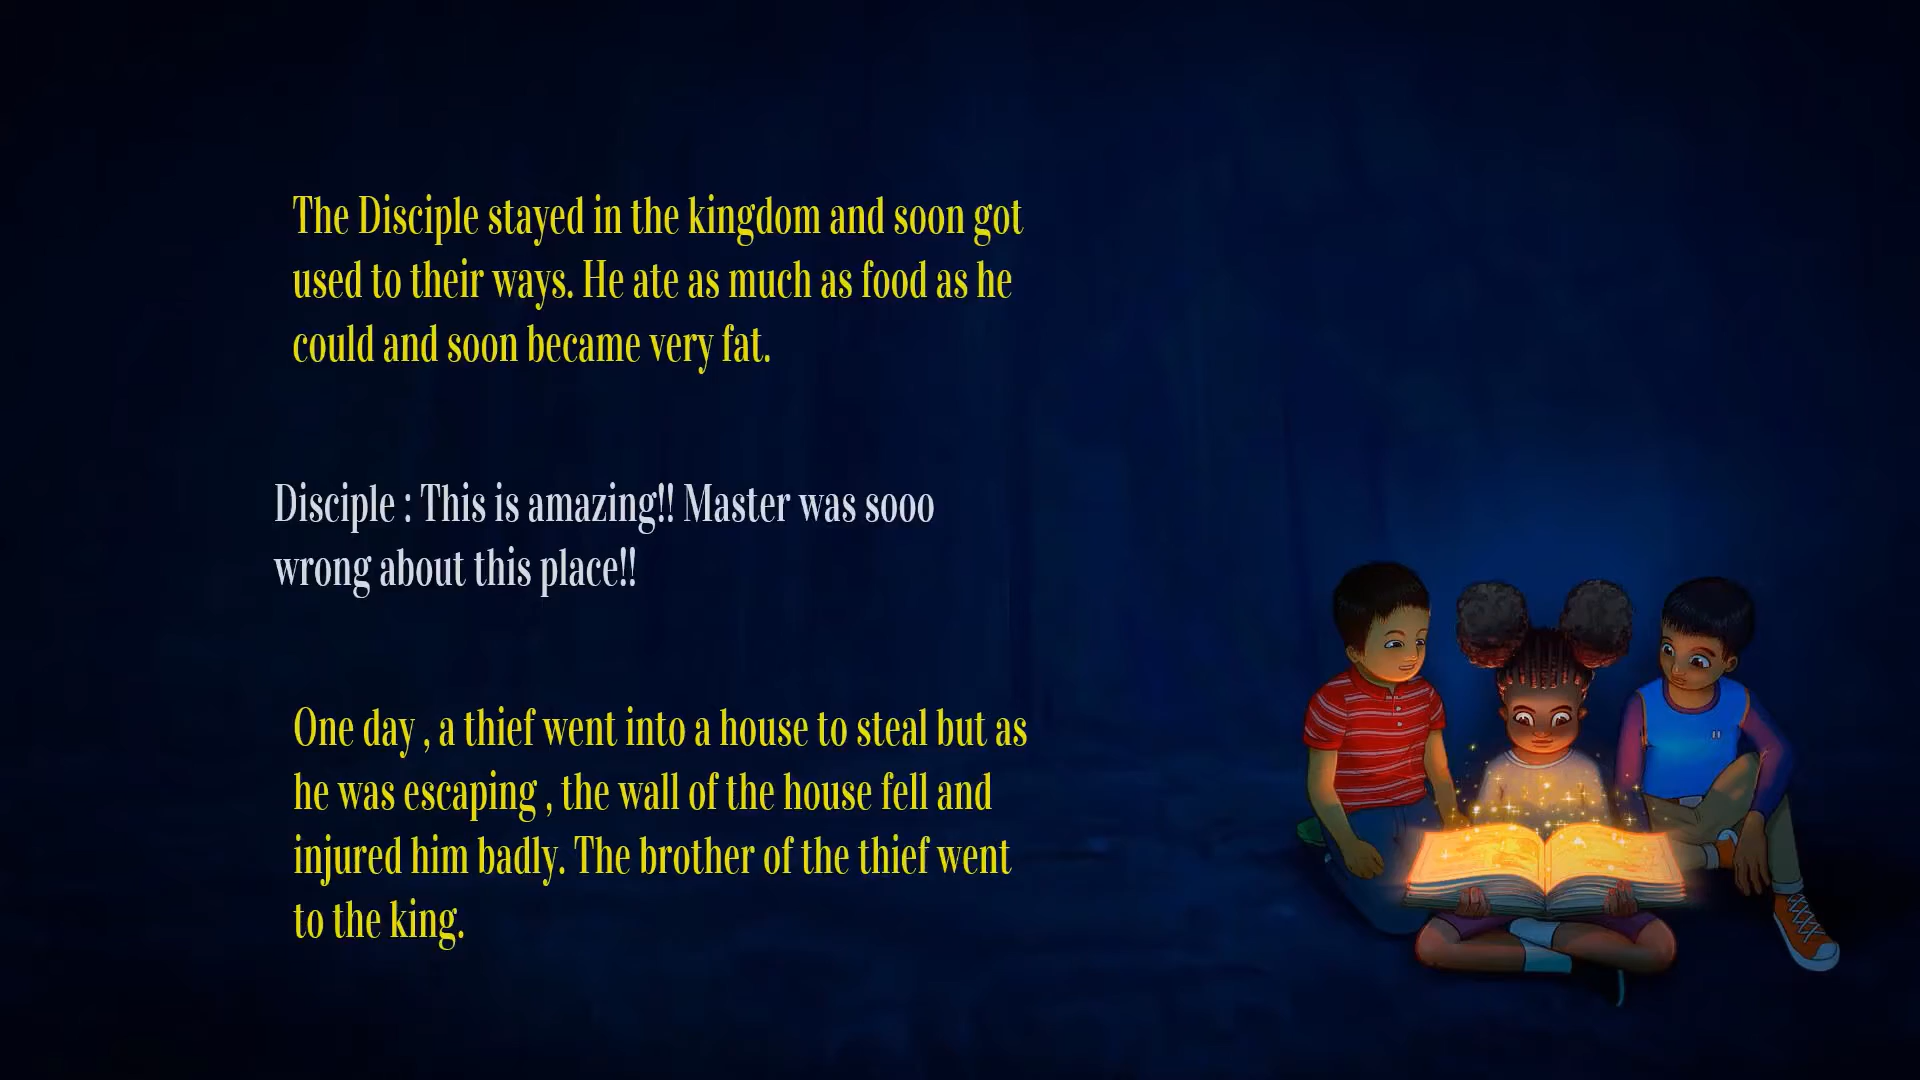 The Disciple stayed in the kingdom and soon got
used to their ways. He ate as much as food as he
could and soon became very fat.
Disciple : This is amazing!! Master was sooo
wrong about this place!!
One day , a thief went into a house to steal but as
he was escaping , the wall of the house fell and
injured him badly. The brother of the thief went
to the king.